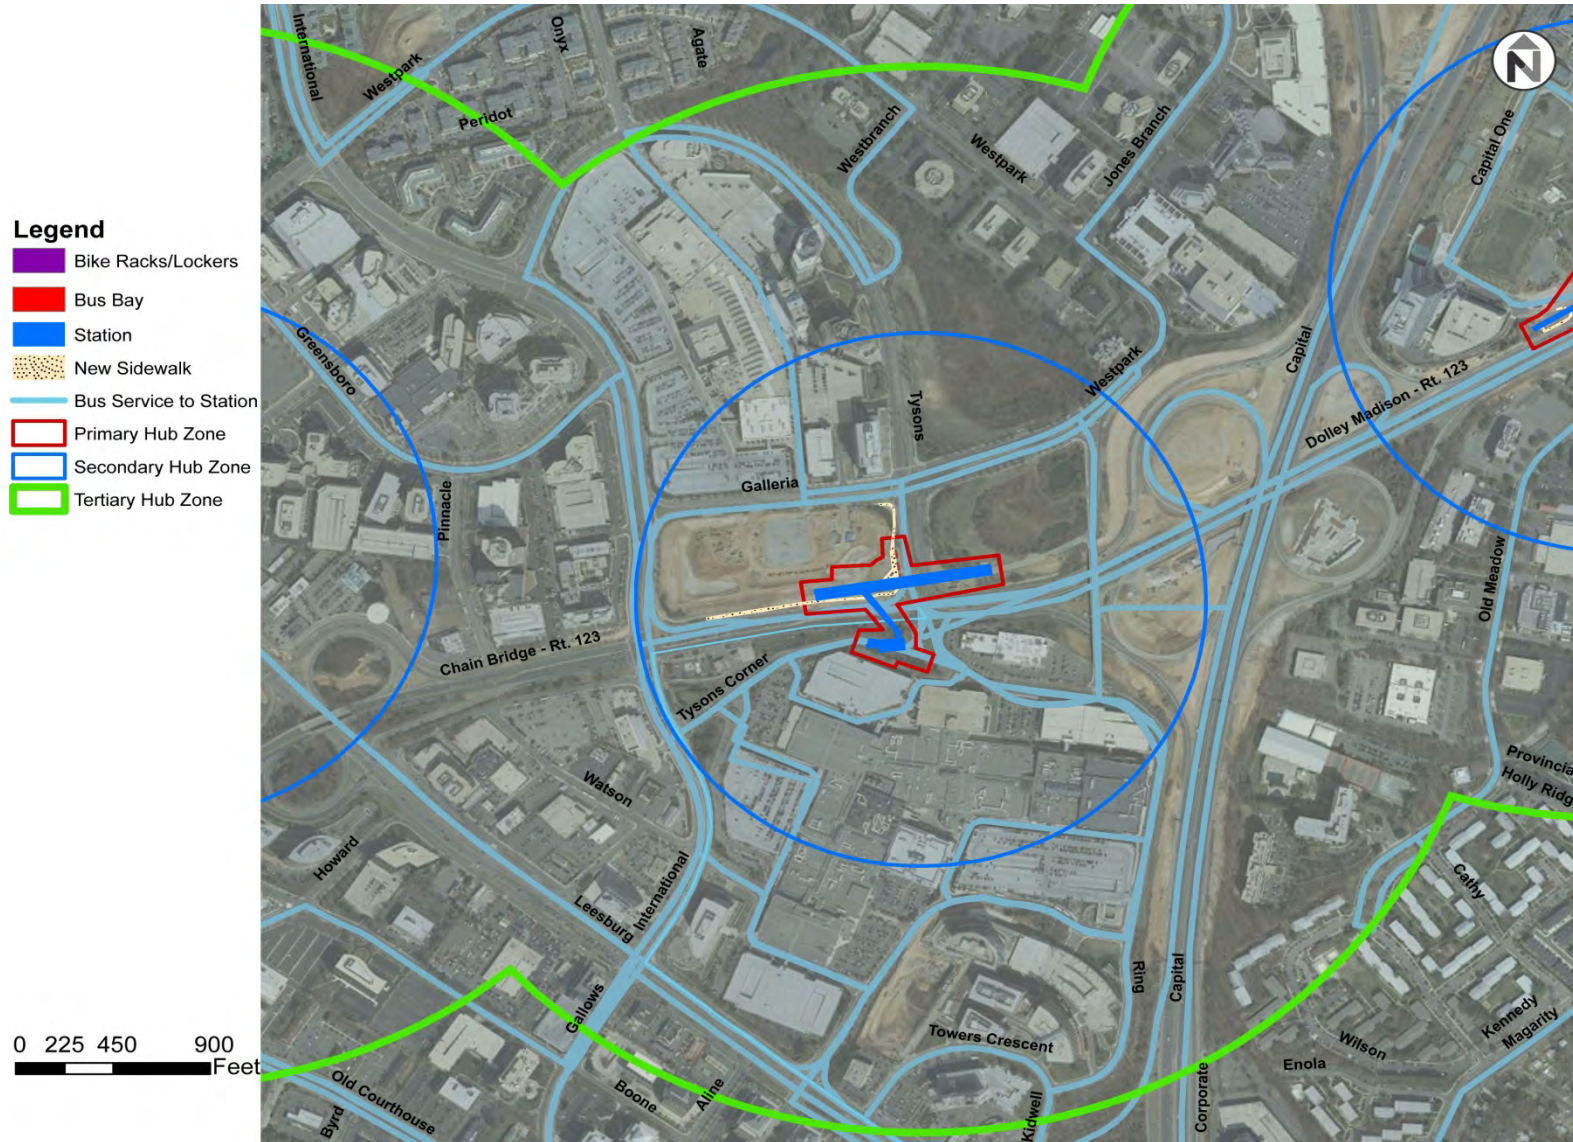 Legend
Bike Racks/Lockers
Bus Bay
Station
New Sidewalk
Bus Service to Station
Primary Hub Zone
Secondary Hub Zone
Tertiary Hub Zone
0 225 450 900
Feet
N
International
Onyx
Agate
Westpark
Peridot
Westbranch
Westpark
Jones Branch
Capital One
Greensboro
Capital
Westpark
Tysons
Dolley Madison - Rt. 123
Pinnacle
Galleria
Old Meadow
Chain Bridge - Rt. 123
Tysons Corner
Watson
Provincia
Holly Ridg
Howard
Leesburg
International
Cathy
Gallows
Ring
Capital
Towers Crescent
Kennedy
Magarity
Wilson
Enola
Old Courthouse
Byrd
Boone
Aline
Kidwell
Corporate